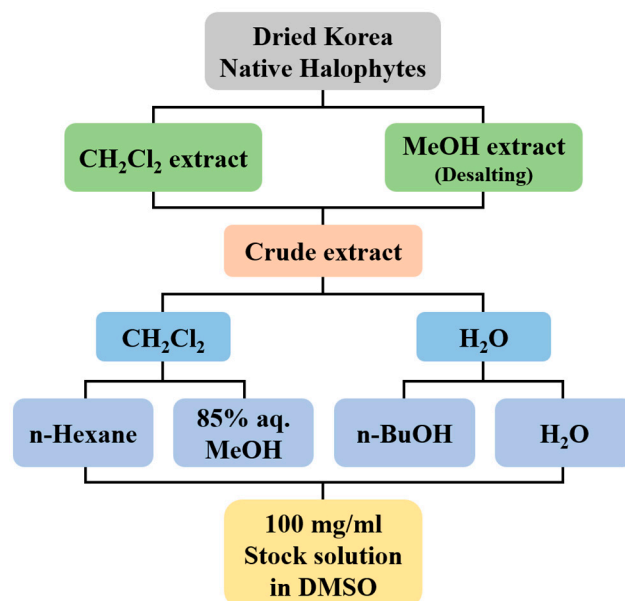 Dried Korea
Native Halophytes
CH₂Cl₂ extract
MeOH extract
(Desalting)
Crude extract
CH₂Cl₂
H₂O
n-Hexane
85% aq.
MeOH
n-BuOH
H₂O
100 mg/ml
Stock solution
in DMSO